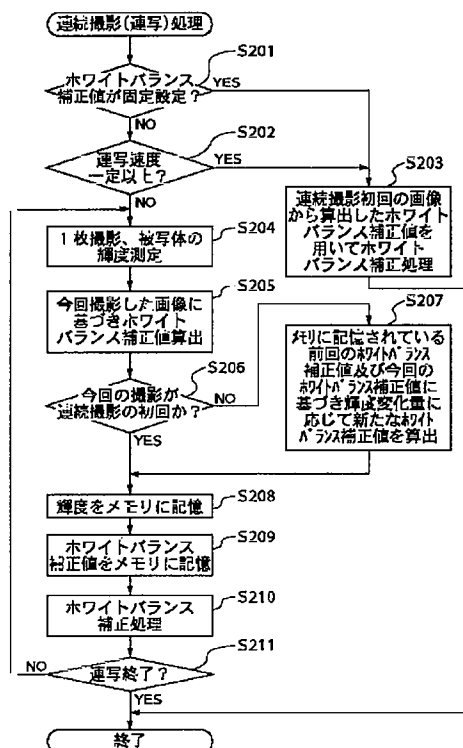 連続撮影(連写)処理
S201
ホワイトバランス
補正値が固定設定?
YES
NO
S202
連写速度
一定以上?
YES
NO
S203
連続撮影初回の画像
から算出したホワイト
バランス補正値を
用いてホワイト
バランス補正処理
S204
1枚撮影、被写体の
輝度測定
S205
今回撮影した画像に
基づきホワイト
バランス補正値算出
S206
今回の撮影が
連続撮影の初回か?
NO
YES
S207
メモリに記憶されている
前回のホワイトバランス
補正値及び今回の
ホワイトバランス補正値に
基づき輝度変化量に
応じて新たなホワイト
バランス補正値を算出
S208
輝度をメモリに記憶
S209
ホワイトバランス
補正値をメモリに記憶
S210
ホワイトバランス
補正処理
S211
連写終了?
NO
YES
終了